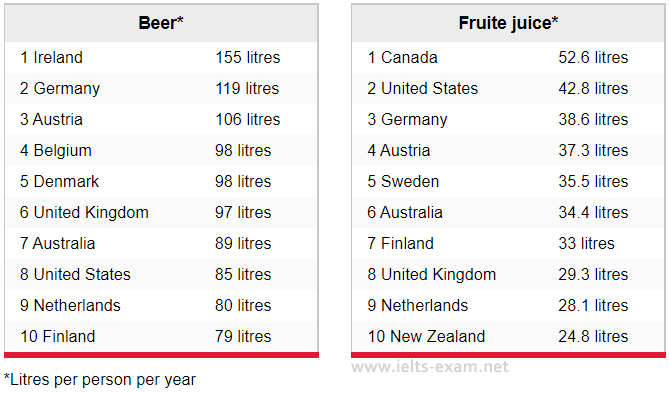 Beer*
1 Ireland 155 litres
2 Germany 119 litres
3 Austria 106 litres
4 Belgium 98 litres
5 Denmark 98 litres
6 United Kingdom 97 litres
7 Australia 89 litres
8 United States 85 litres
9 Netherlands 80 litres
10 Finland 79 litres
*Litres per person per year
Fruite juice*
1 Canada 52.6 litres
2 United States 42.8 litres
3 Germany 38.6 litres
4 Austria 37.3 litres
5 Sweden 35.5 litres
6 Australia 34.4 litres
7 Finland 33 litres
8 United Kingdom 29.3 litres
9 Netherlands 28.1 litres
10 New Zealand 24.8 litres
www.ielts-exam.net